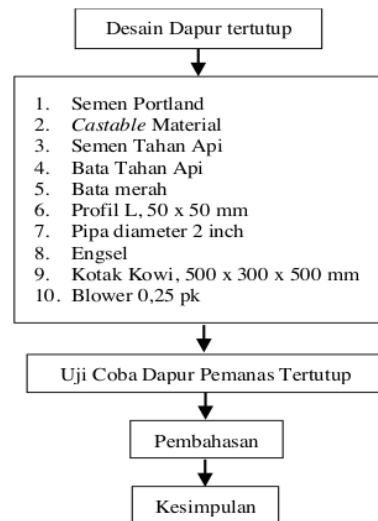 Desain Dapur tertutup
1. Semen Portland
2. Castable Material
3. Semen Tahan Api
4. Bata Tahan Api
5. Bata merah
6. Profil L, 50 x 50 mm
7. Pipa diameter 2 inch
8. Engsel
9. Kotak Kowi, 500 x 300 x 500 mm
10. Blower 0,25 pk
Uji Coba Dapur Pemanas Tertutup
Pembahasan
Kesimpulan